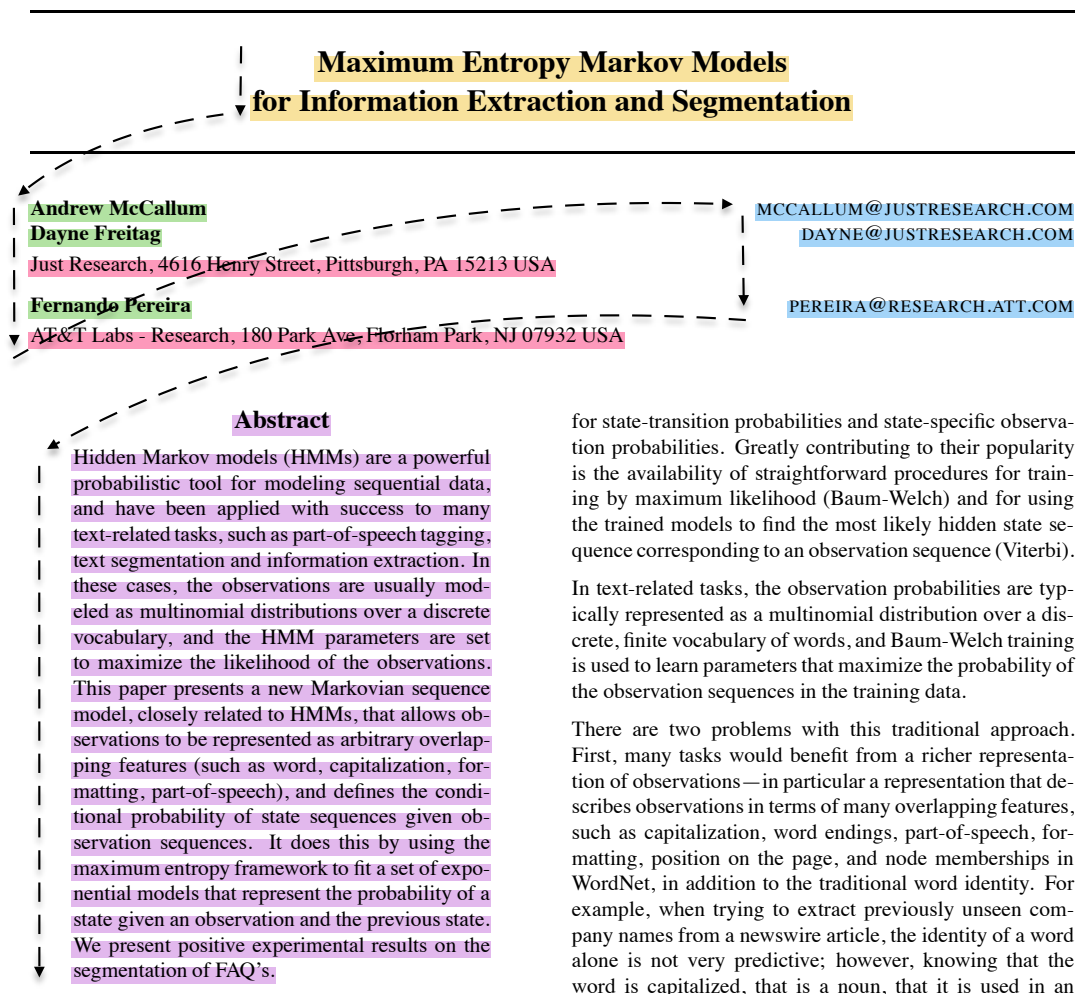 Maximum Entropy Markov Models
for Information Extraction and Segmentation
Andrew McCallum
Dayne Freitag
Just Research, 4616 Henry Street, Pittsburgh, PA 15213 USA
Fernando Pereira
AT&T Labs - Research, 180 Park Ave, Florham Park, NJ 07932 USA
MCCALLUM@JUSTRESEARCH.COM
DAYNE@JUSTRESEARCH.COM
PEREIRA@RESEARCH.ATT.COM
Abstract
Hidden Markov models (HMMs) are a powerful
probabilistic tool for modeling sequential data,
and have been applied with success to many
text-related tasks, such as part-of-speech tagging,
text segmentation and information extraction. In
these cases, the observations are usually mod-
eled as multinomial distributions over a discrete
vocabulary, and the HMM parameters are set
to maximize the likelihood of the observations.
This paper presents a new Markovian sequence
model, closely related to HMMs, that allows ob-
servations to be represented as arbitrary overlap-
ping features (such as word, capitalization, for-
matting, part-of-speech), and defines the condi-
tional probability of state sequences given ob-
servation sequences. It does this by using the
maximum entropy framework to fit a set of expo-
nential models that represent the probability of a
state given an observation and the previous state.
We present positive experimental results on the
segmentation of FAQ's.
for state-transition probabilities and state-specific observa-
tion probabilities. Greatly contributing to their popularity
is the availability of straightforward procedures for train-
ing by maximum likelihood (Baum-Welch) and for using
the trained models to find the most likely hidden state se-
quence corresponding to an observation sequence (Viterbi).
In text-related tasks, the observation probabilities are typ-
ically represented as a multinomial distribution over a dis-
crete, finite vocabulary of words, and Baum-Welch training
is used to learn parameters that maximize the probability of
the observation sequences in the training data.
There are two problems with this traditional approach.
First, many tasks would benefit from a richer representa-
tion of observations—in particular a representation that de-
scribes observations in terms of many overlapping features,
such as capitalization, word endings, part-of-speech, for-
matting, position on the page, and node memberships in
WordNet, in addition to the traditional word identity. For
example, when trying to extract previously unseen com-
pany names from a newswire article, the identity of a word
alone is not very predictive; however, knowing that the
word is capitalized, that is a noun, that it is used in an